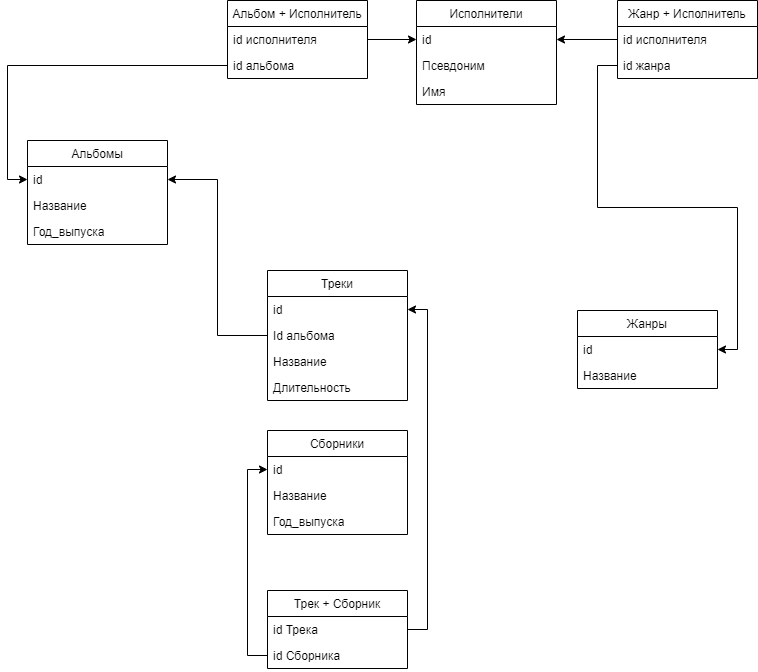 Альбом + Исполнитель
id исполнителя
id альбома
Исполнители
id
Псевдоним
Имя
Жанр + Исполнитель
id исполнителя
id жанра
Альбомы
id
Название
Год_выпуска
Треки
id
Id альбома
Название
Длительность
Жанры
id
Название
Сборники
id
Название
Год_выпуска
Трек + Сборник
id Трека
id Сборника